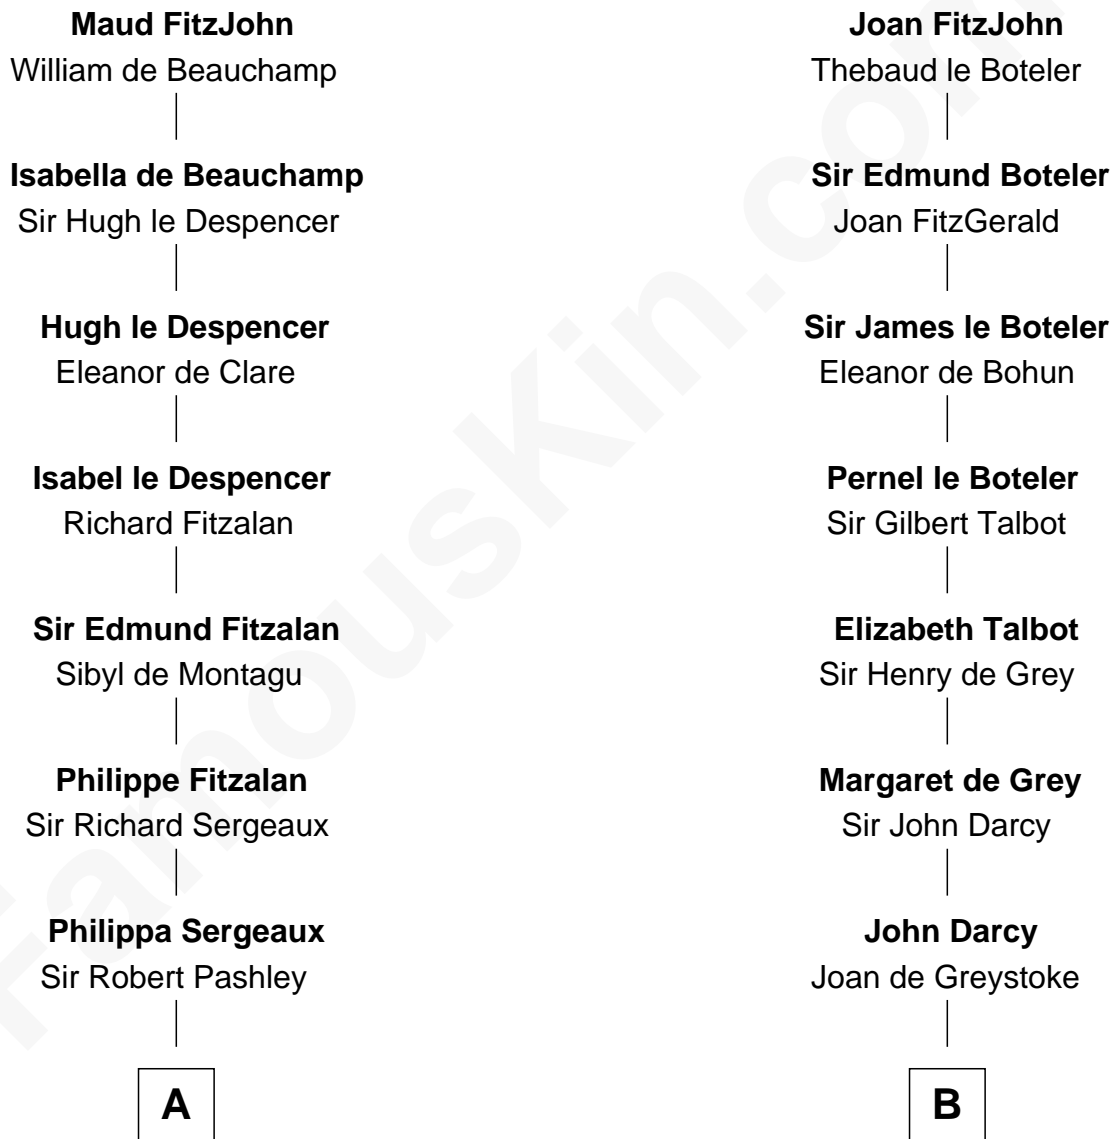 Maud FitzJohn
William de Beauchamp
Isabella de Beauchamp
Sir Hugh le Despencer
Hugh le Despencer
Eleanor de Clare
Isabel le Despencer
Richard Fitzalan
Sir Edmund Fitzalan
Sibyl de Montagu
Philippe Fitzalan
Sir Richard Sergeaux
Philippa Sergeaux
Sir Robert Pashley
A
Joan FitzJohn
Thebaud le Boteler
Sir Edmund Boteler
Joan FitzGerald
Sir James le Boteler
Eleanor de Bohun
Pernel le Boteler
Sir Gilbert Talbot
Elizabeth Talbot
Sir Henry de Grey
Margaret de Grey
Sir John Darcy
John Darcy
Joan de Greystoke
B
FamousKin.com